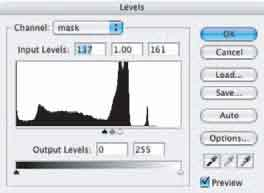 Levels
Channel: mask
OK
Input Levels: 137 1.00 161
Cancel
Load...
Save...
Auto
Options...
Output Levels: 0 255
Preview